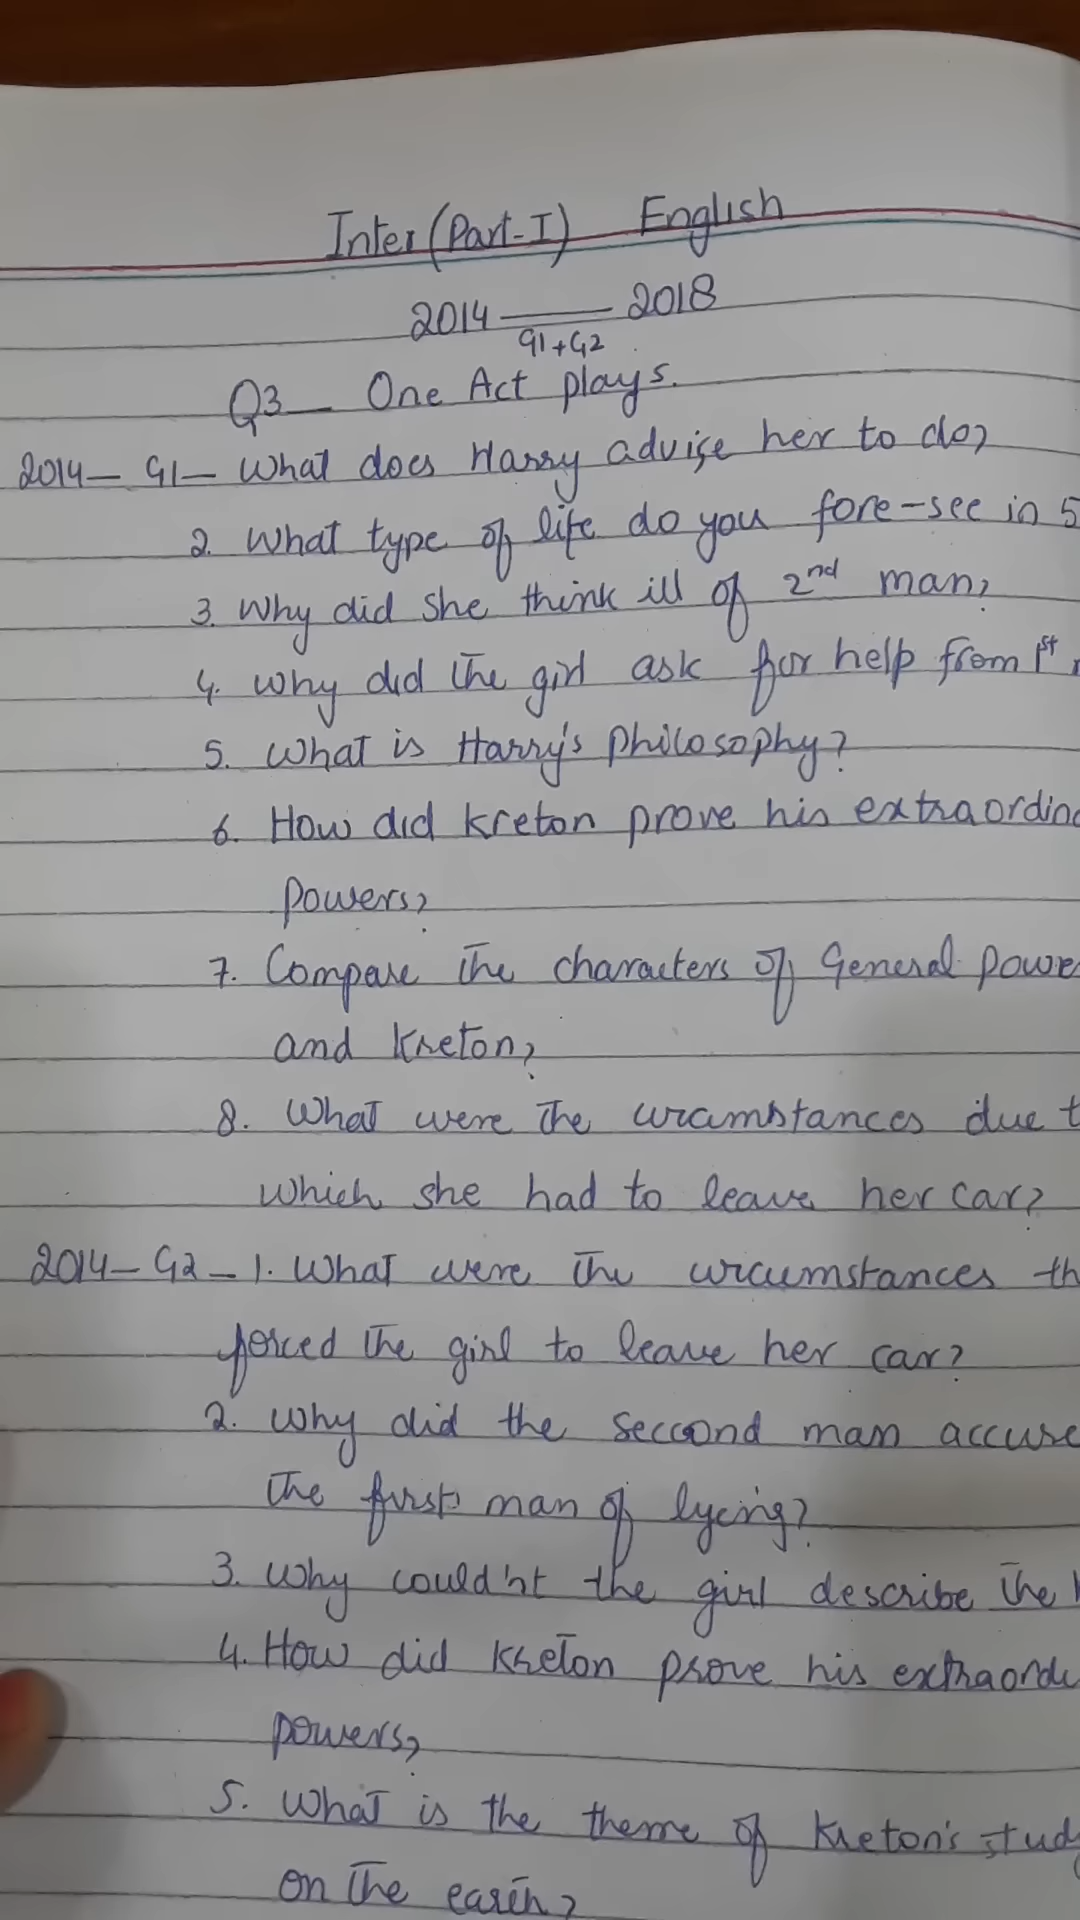 Inter (Part-I) English
2014 — 2018
G1+G2
Q3 — One Act plays.
2014 — G1 — What does Harry advise her to do?
2. What type of life do you fore-see in 5
3. Why did she think ill of 2nd man?
4. Why did the girl ask for help from 1st
5. What is Harry's philosophy?
6. How did Kreton prove his extraordina
powers?
7. Compare the characters of General Power
and Kreton?
8. What were the circumstances due t
which she had to leave her car?
2014 — G2 — 1. What were the circumstances th
forced the girl to leave her car?
2. Why did the seccond man accuse
the first man of lyeing?
3. Why could'nt the girl describe the
4. How did Kreton prove his extraordi
powers?
5. What is the theme of Kreton's study
on the earth?